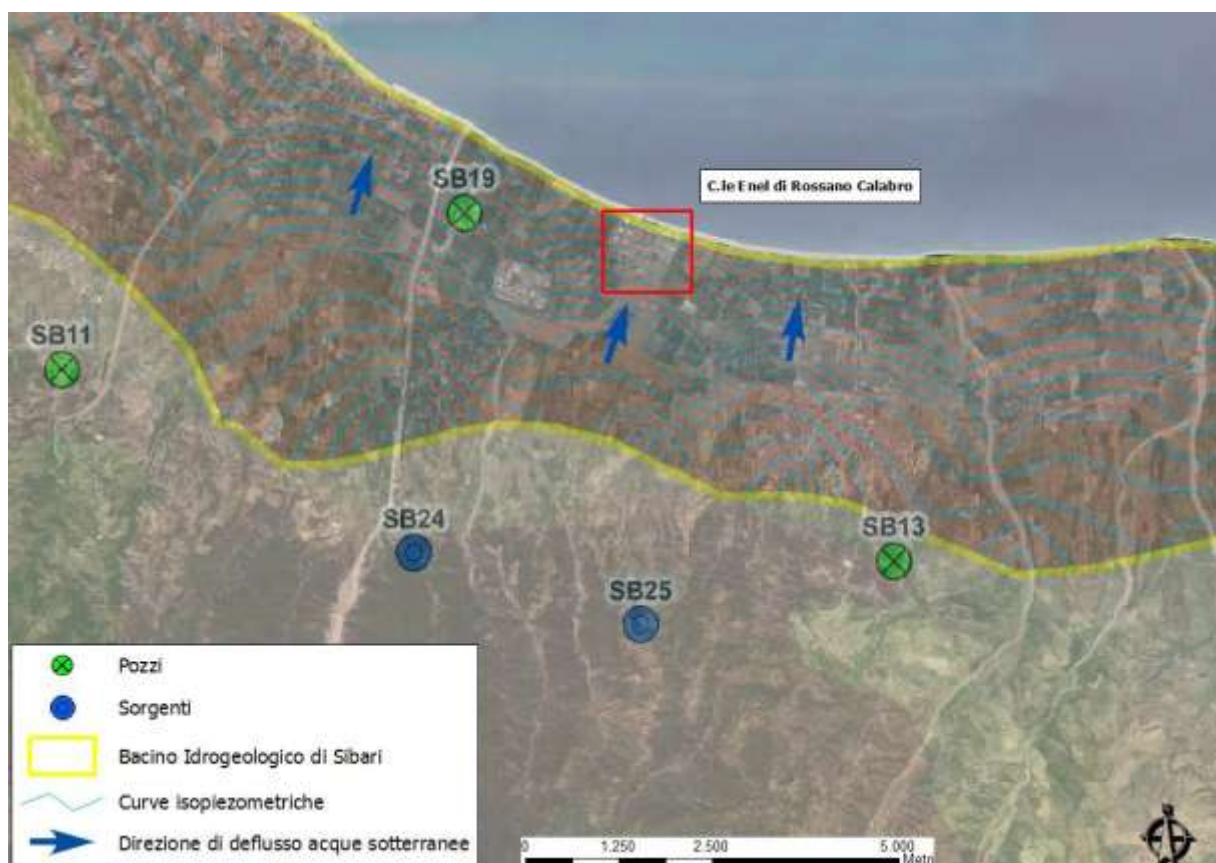 C.le Enel di Rossano Calabro
SB19
SB11
SB24
SB13
SB25
Pozzi
Sorgenti
Bacino Idrogeologico di Sibari
Curve isopiezometriche
Direzione di deflusso acque sotterranee
0 1.250 2.500 5.000
Metri